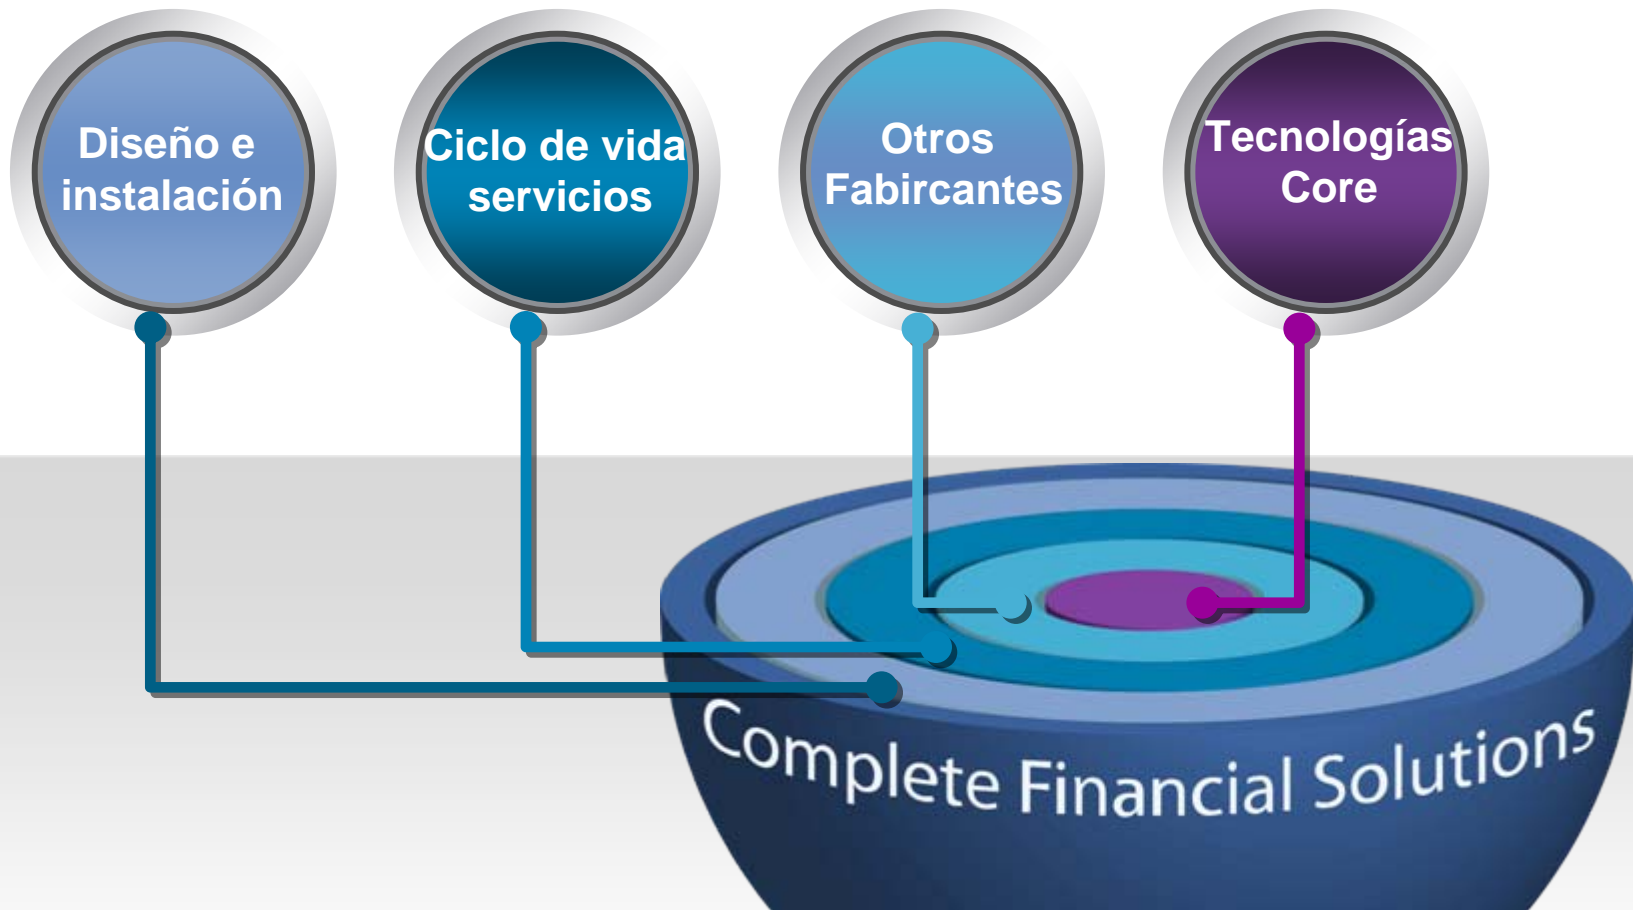 Diseño e
instalación
Ciclo de vida
servicios
Otros
Fabircantes
Tecnologías
Core
Complete Financial Solutions